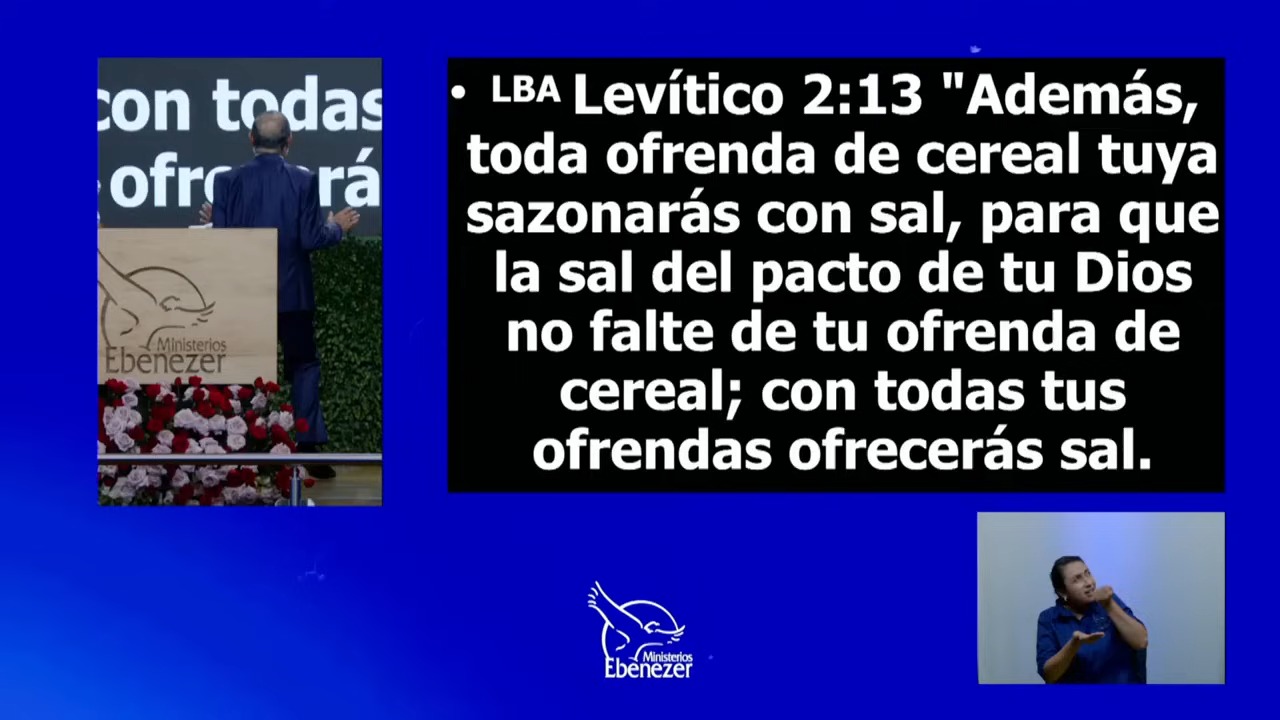 con todas
ofre rá
Ministerios
Ebenezer
• LBA Levítico 2:13 "Además,
toda ofrenda de cereal tuya
sazonarás con sal, para que
la sal del pacto de tu Dios
no falte de tu ofrenda de
cereal; con todas tus
ofrendas ofrecerás sal.
Ministerios
Ebenezer